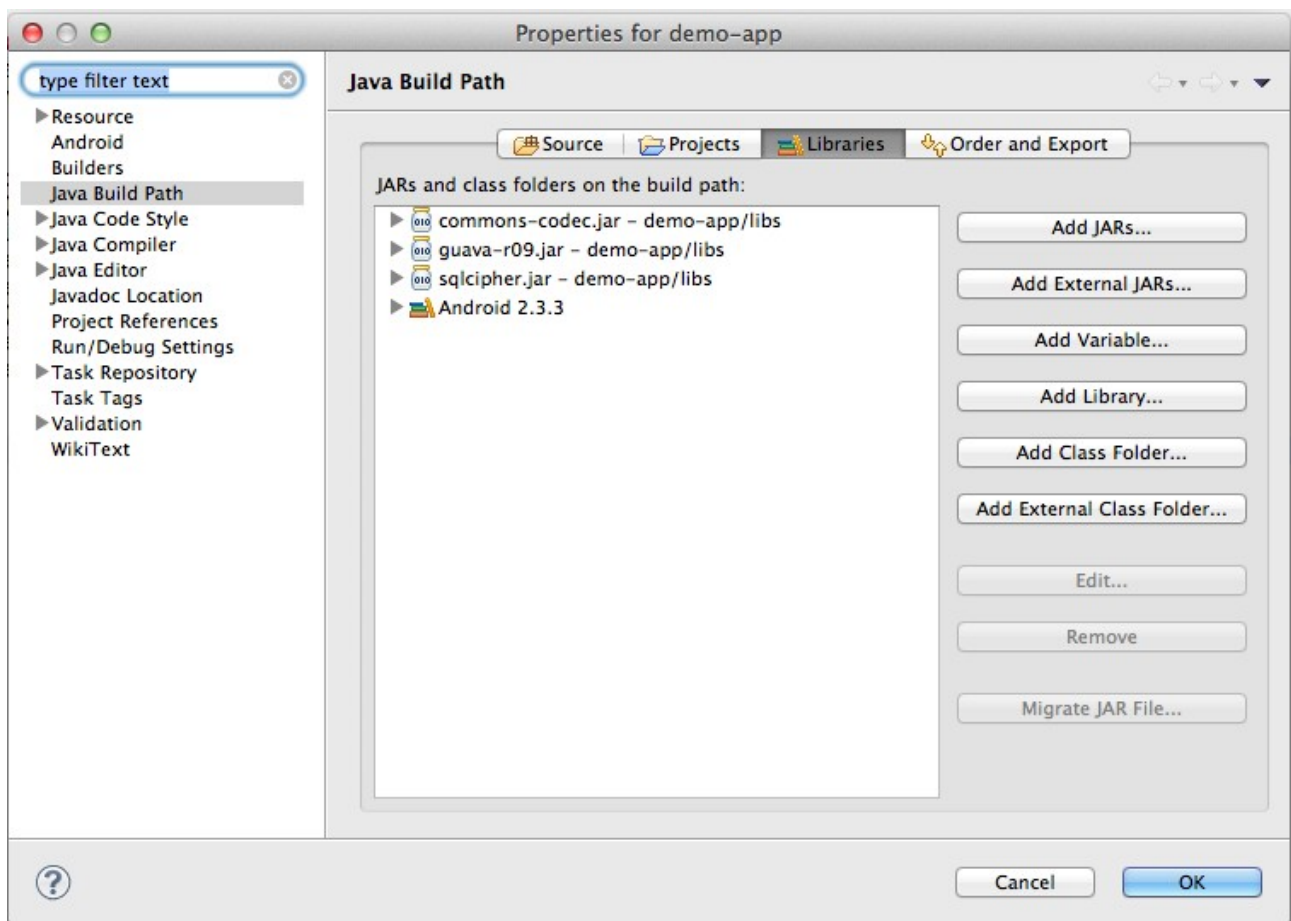 Properties for demo-app
type filter text
Resource
Android
Builders
Java Build Path
Java Code Style
Java Compiler
Java Editor
Javadoc Location
Project References
Run/Debug Settings
Task Repository
Task Tags
Validation
WikiText
Java Build Path
Source Projects Libraries Order and Export
JARs and class folders on the build path:
commons-codec.jar – demo-app/libs
guava-r09.jar – demo-app/libs
sqlcipher.jar – demo-app/libs
Android 2.3.3
Add JARs...
Add External JARs...
Add Variable...
Add Library...
Add Class Folder...
Add External Class Folder...
Edit...
Remove
Migrate JAR File...
?
Cancel OK